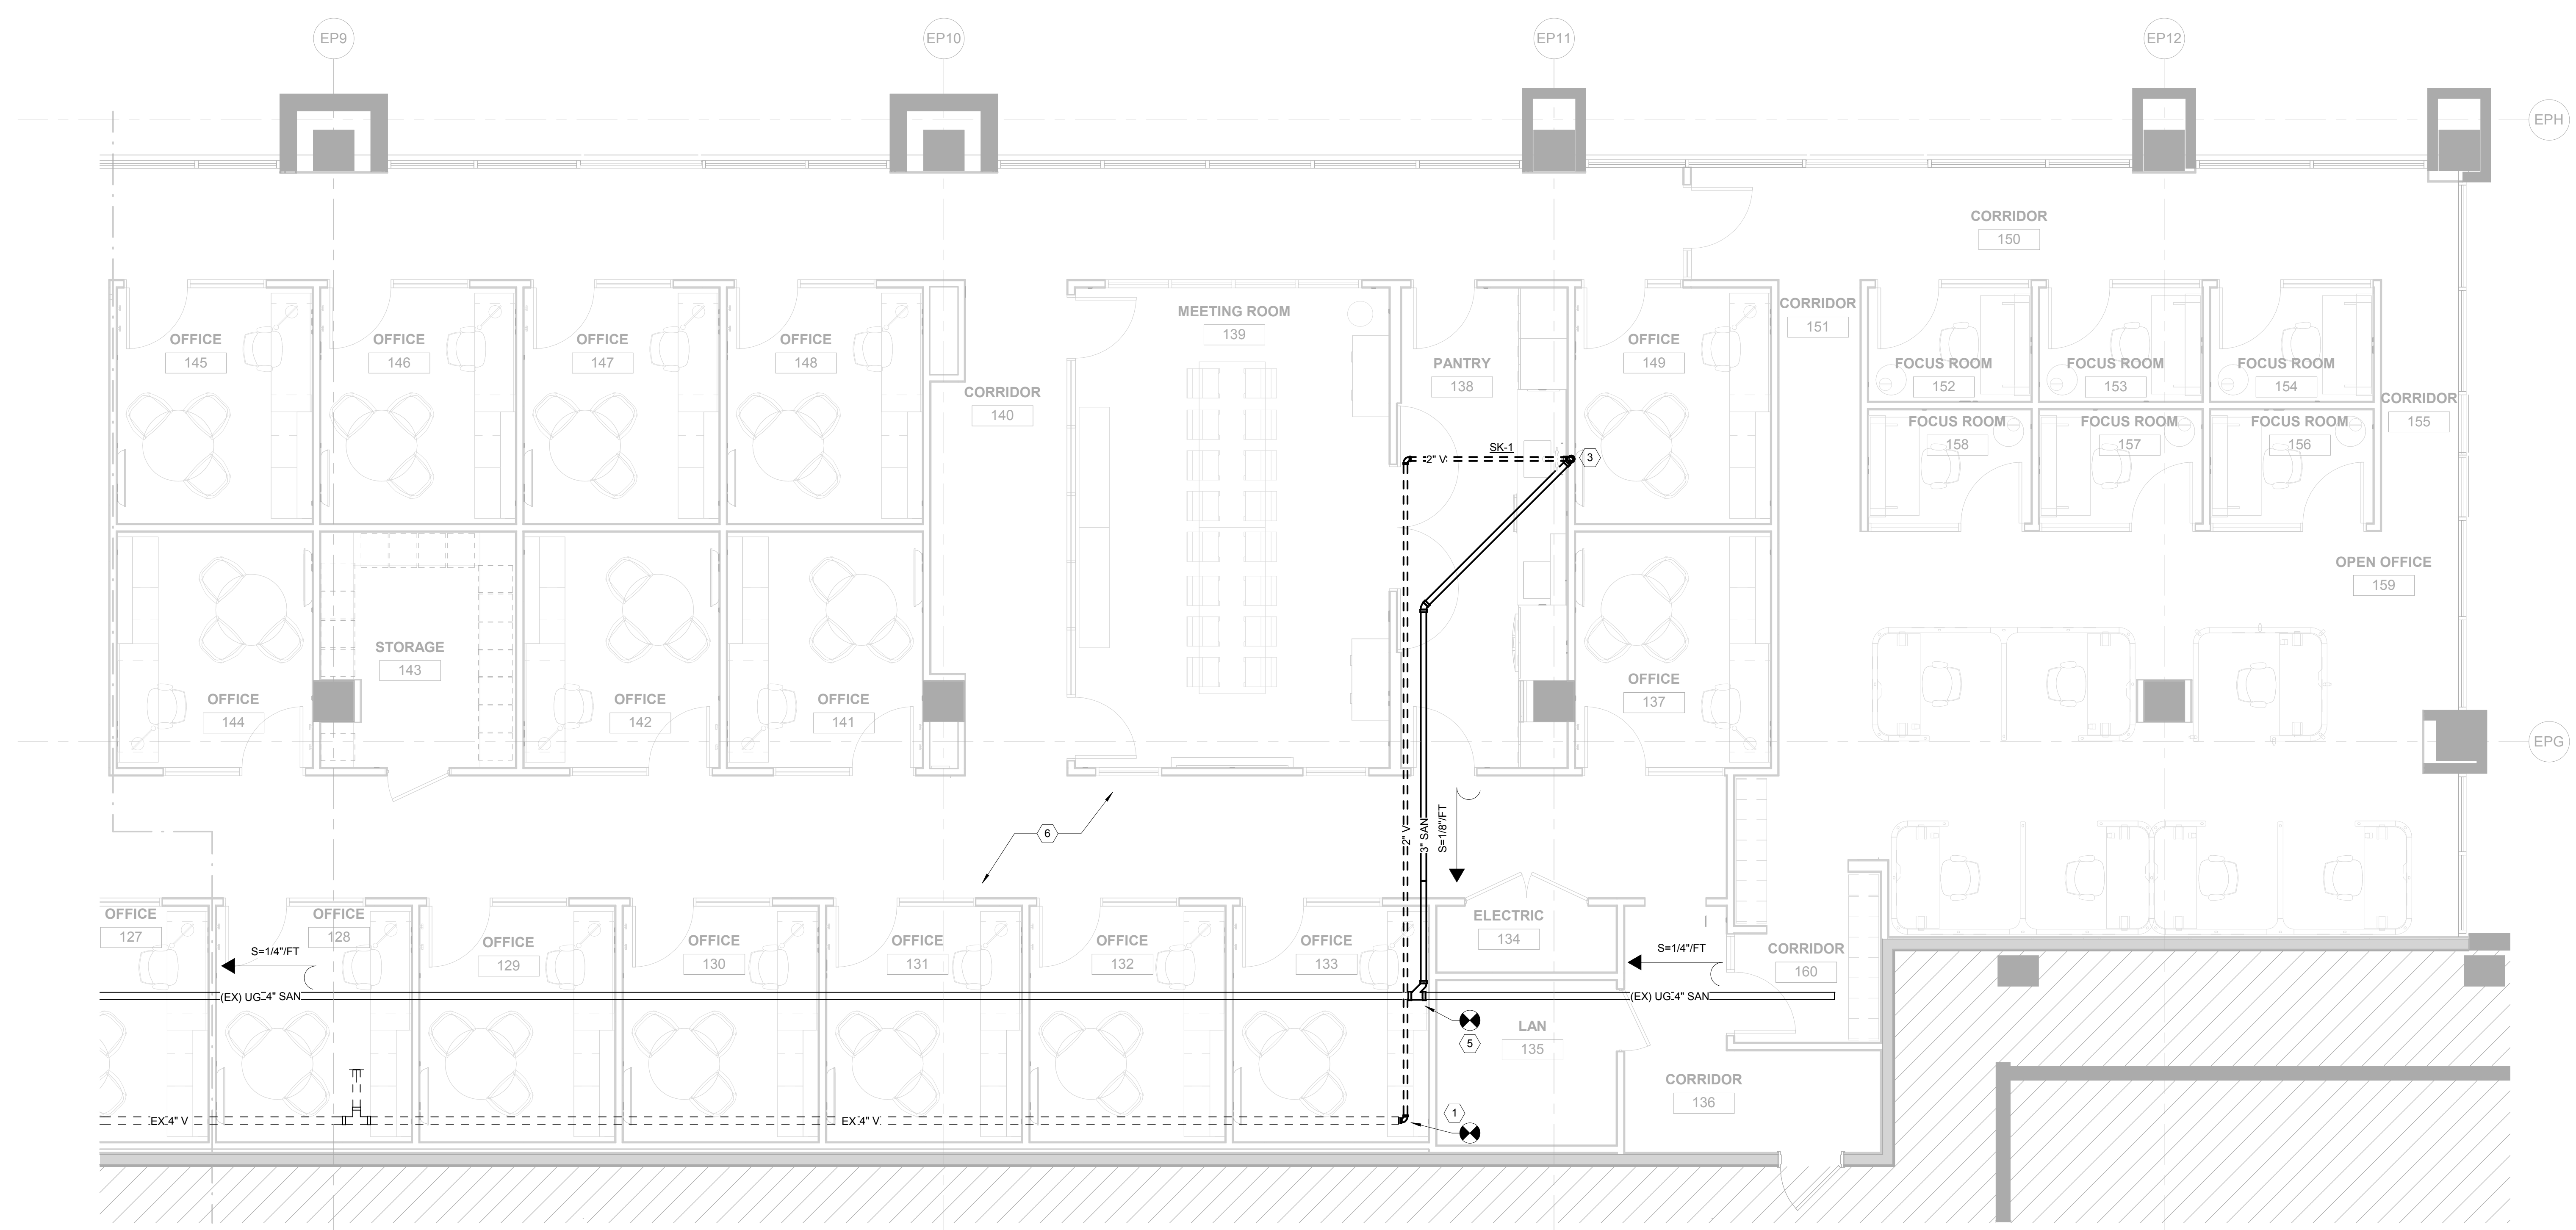 EP9
EP10
EP11
EP12
EPH
CORRIDOR
150
CORRIDOR
151
MEETING ROOM
139
OFFICE
145
OFFICE
146
OFFICE
147
OFFICE
148
PANTRY
138
OFFICE
149
FOCUS ROOM
152
FOCUS ROOM
153
FOCUS ROOM
154
CORRIDOR
140
CORRIDOR
155
FOCUS ROOM
158
FOCUS ROOM
157
FOCUS ROOM
156
SK-1
2" V
3
OPEN OFFICE
159
STORAGE
143
OFFICE
144
OFFICE
142
OFFICE
141
OFFICE
137
EPG
6
2" V
3" SAN
S=1/8"/FT
OFFICE
127
OFFICE
128
OFFICE
129
OFFICE
130
OFFICE
131
OFFICE
132
OFFICE
133
ELECTRIC
134
S=1/4"/FT
S=1/4"/FT
CORRIDOR
160
(EX) UG 4" SAN
(EX) UG 4" SAN
5
LAN
135
CORRIDOR
136
1
EX 4" V
EX 4" V